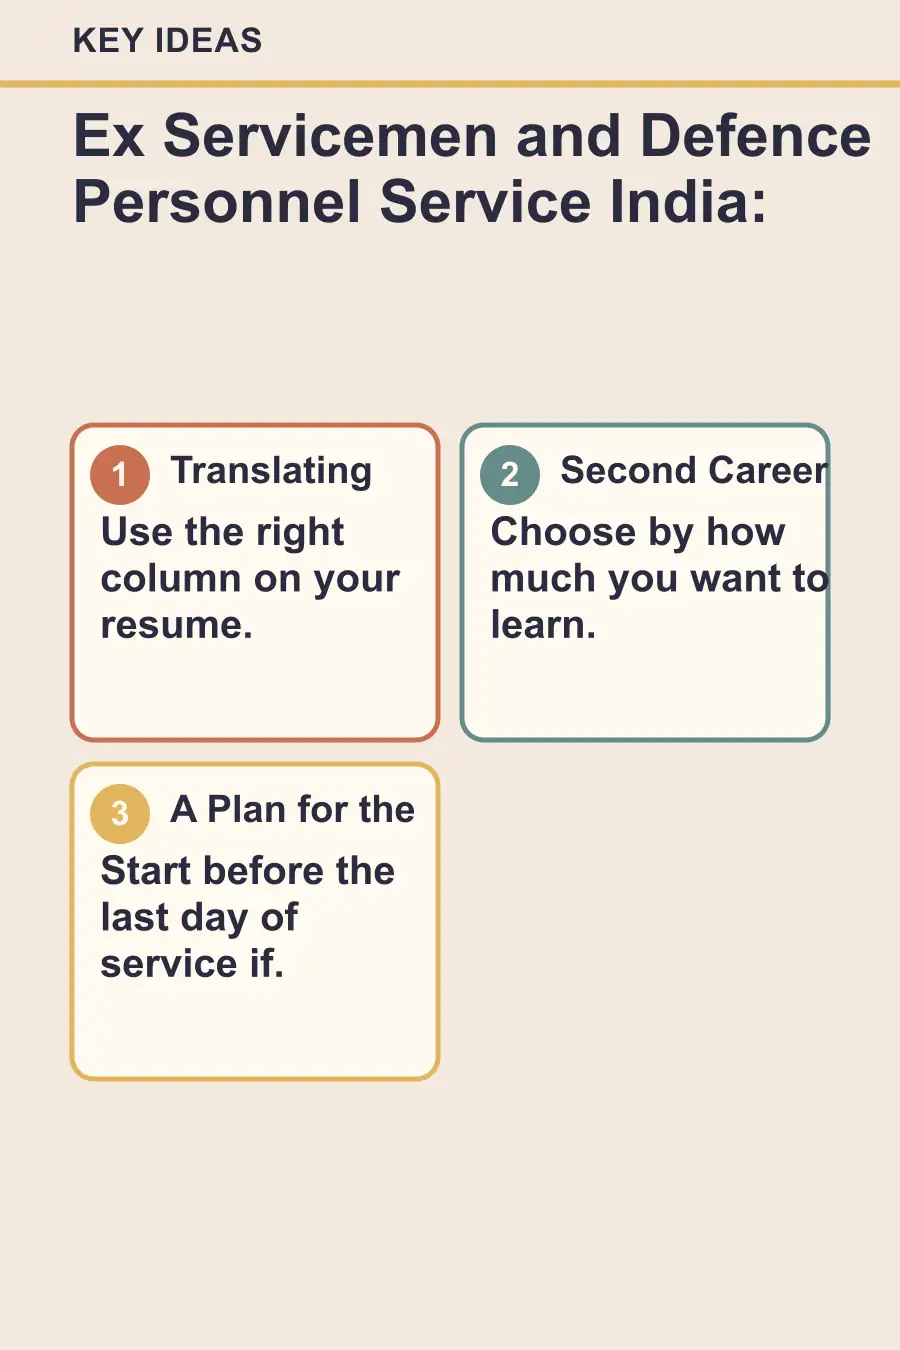 KEY IDEAS
Ex Servicemen and Defence
Personnel Service India:
1 Translating
Use the right
column on your
resume.
2 Second Career
Choose by how
much you want to
learn.
3 A Plan for the
Start before the
last day of
service if.